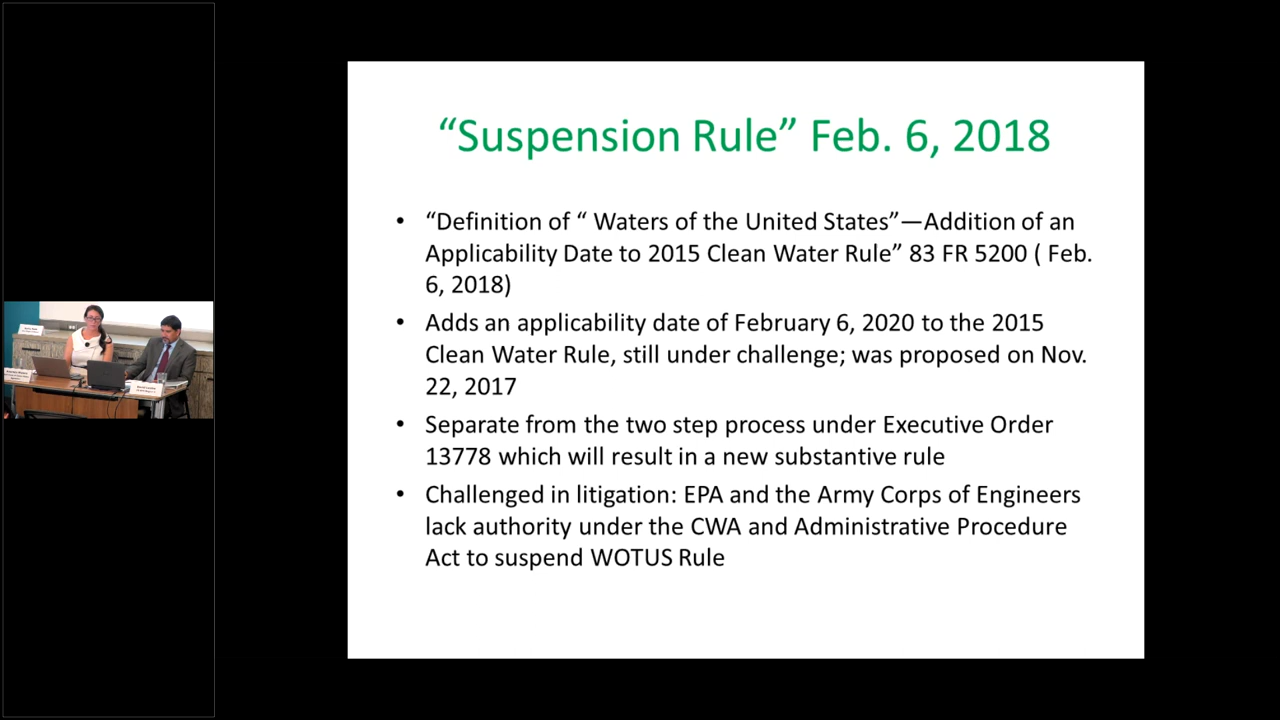 “Suspension Rule” Feb. 6, 2018
• “Definition of “ Waters of the United States”—Addition of an
Applicability Date to 2015 Clean Water Rule” 83 FR 5200 ( Feb.
6, 2018)
• Adds an applicability date of February 6, 2020 to the 2015
Clean Water Rule, still under challenge; was proposed on Nov.
22, 2017
• Separate from the two step process under Executive Order
13778 which will result in a new substantive rule
• Challenged in litigation: EPA and the Army Corps of Engineers
lack authority under the CWA and Administrative Procedure
Act to suspend WOTUS Rule